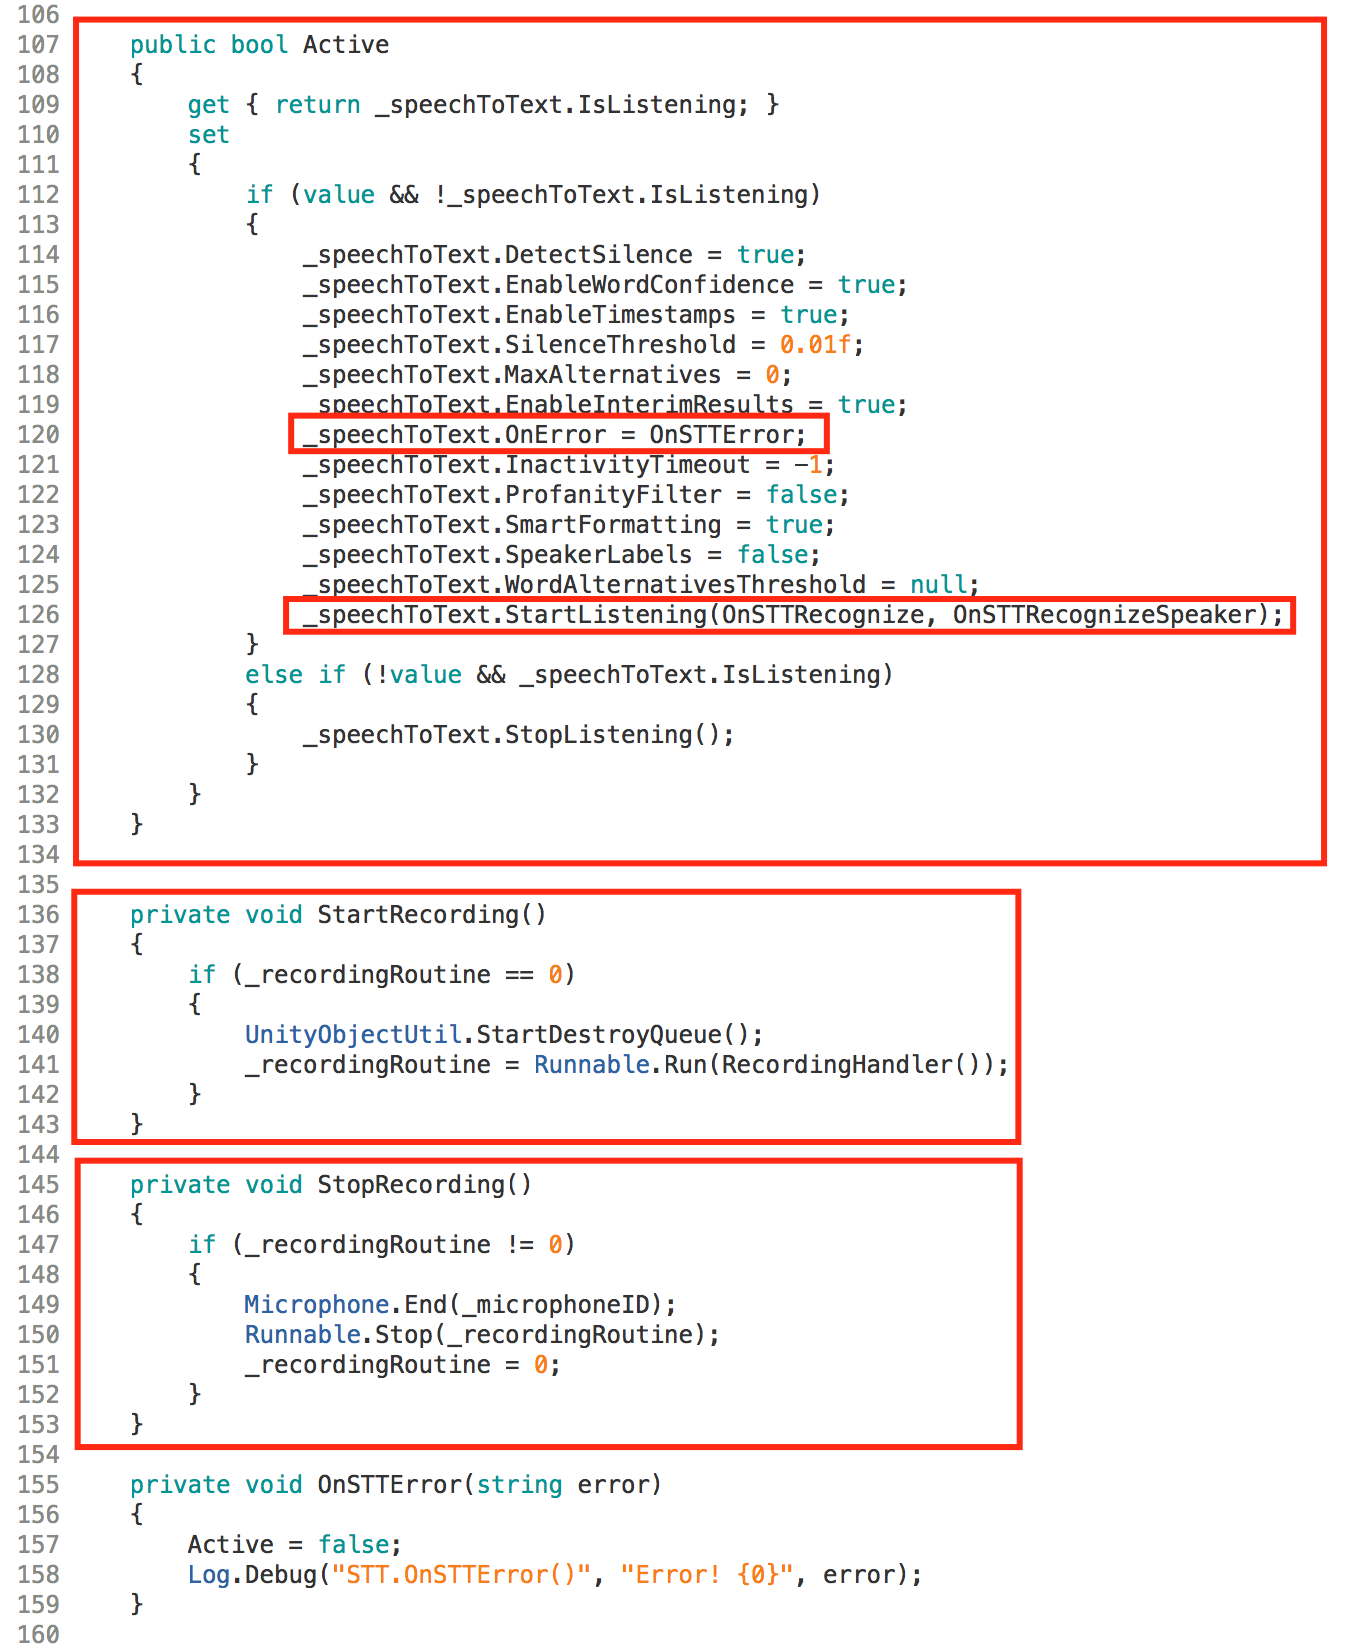 106
107     public bool Active
108     {
109         get { return _speechToText.IsListening; }
110         set
111         {
112             if (value && !_speechToText.IsListening)
113             {
114                 _speechToText.DetectSilence = true;
115                 _speechToText.EnableWordConfidence = true;
116                 _speechToText.EnableTimestamps = true;
117                 _speechToText.SilenceThreshold = 0.01f;
118                 _speechToText.MaxAlternatives = 0;
119                 _speechToText.EnableInterimResults = true;
120                 _speechToText.OnError = OnSTTError;
121                 _speechToText.InactivityTimeout = -1;
122                 _speechToText.ProfanityFilter = false;
123                 _speechToText.SmartFormatting = true;
124                 _speechToText.SpeakerLabels = false;
125                 _speechToText.WordAlternativesThreshold = null;
126                 _speechToText.StartListening(OnSTTRecognize, OnSTTRecognizeSpeaker);
127             }
128             else if (!value && _speechToText.IsListening)
129             {
130                 _speechToText.StopListening();
131             }
132         }
133     }
134
135
136     private void StartRecording()
137     {
138         if (_recordingRoutine == 0)
139         {
140             UnityObjectUtil.StartDestroyQueue();
141             _recordingRoutine = Runnable.Run(RecordingHandler());
142         }
143     }
144
145     private void StopRecording()
146     {
147         if (_recordingRoutine != 0)
148         {
149             Microphone.End(_microphoneID);
150             Runnable.Stop(_recordingRoutine);
151             _recordingRoutine = 0;
152         }
153     }
154
155     private void OnSTTError(string error)
156     {
157         Active = false;
158         Log.Debug("STT.OnSTTError()", "Error! {0}", error);
159     }
160